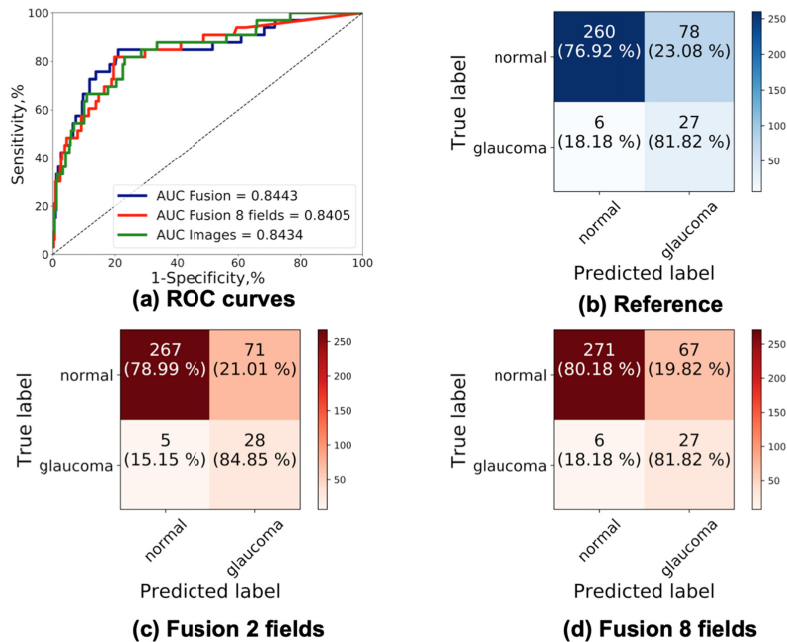 100
80
60
40
20
0
Sensitivity,%
AUC Fusion = 0.8443
AUC Fusion 8 fields = 0.8405
AUC Images = 0.8434
0 20 40 60 80 100
1-Specificity,%
(a) ROC curves
True label
normal
glaucoma
260
(76.92 %)
78
(23.08 %)
6
(18.18 %)
27
(81.82 %)
normal
glaucoma
Predicted label
250
200
150
100
50
(b) Reference
True label
normal
glaucoma
267
(78.99 %)
71
(21.01 %)
5
(15.15 %)
28
(84.85 %)
normal
glaucoma
Predicted label
250
200
150
100
50
(c) Fusion 2 fields
True label
normal
glaucoma
271
(80.18 %)
67
(19.82 %)
6
(18.18 %)
27
(81.82 %)
normal
glaucoma
Predicted label
250
200
150
100
50
(d) Fusion 8 fields